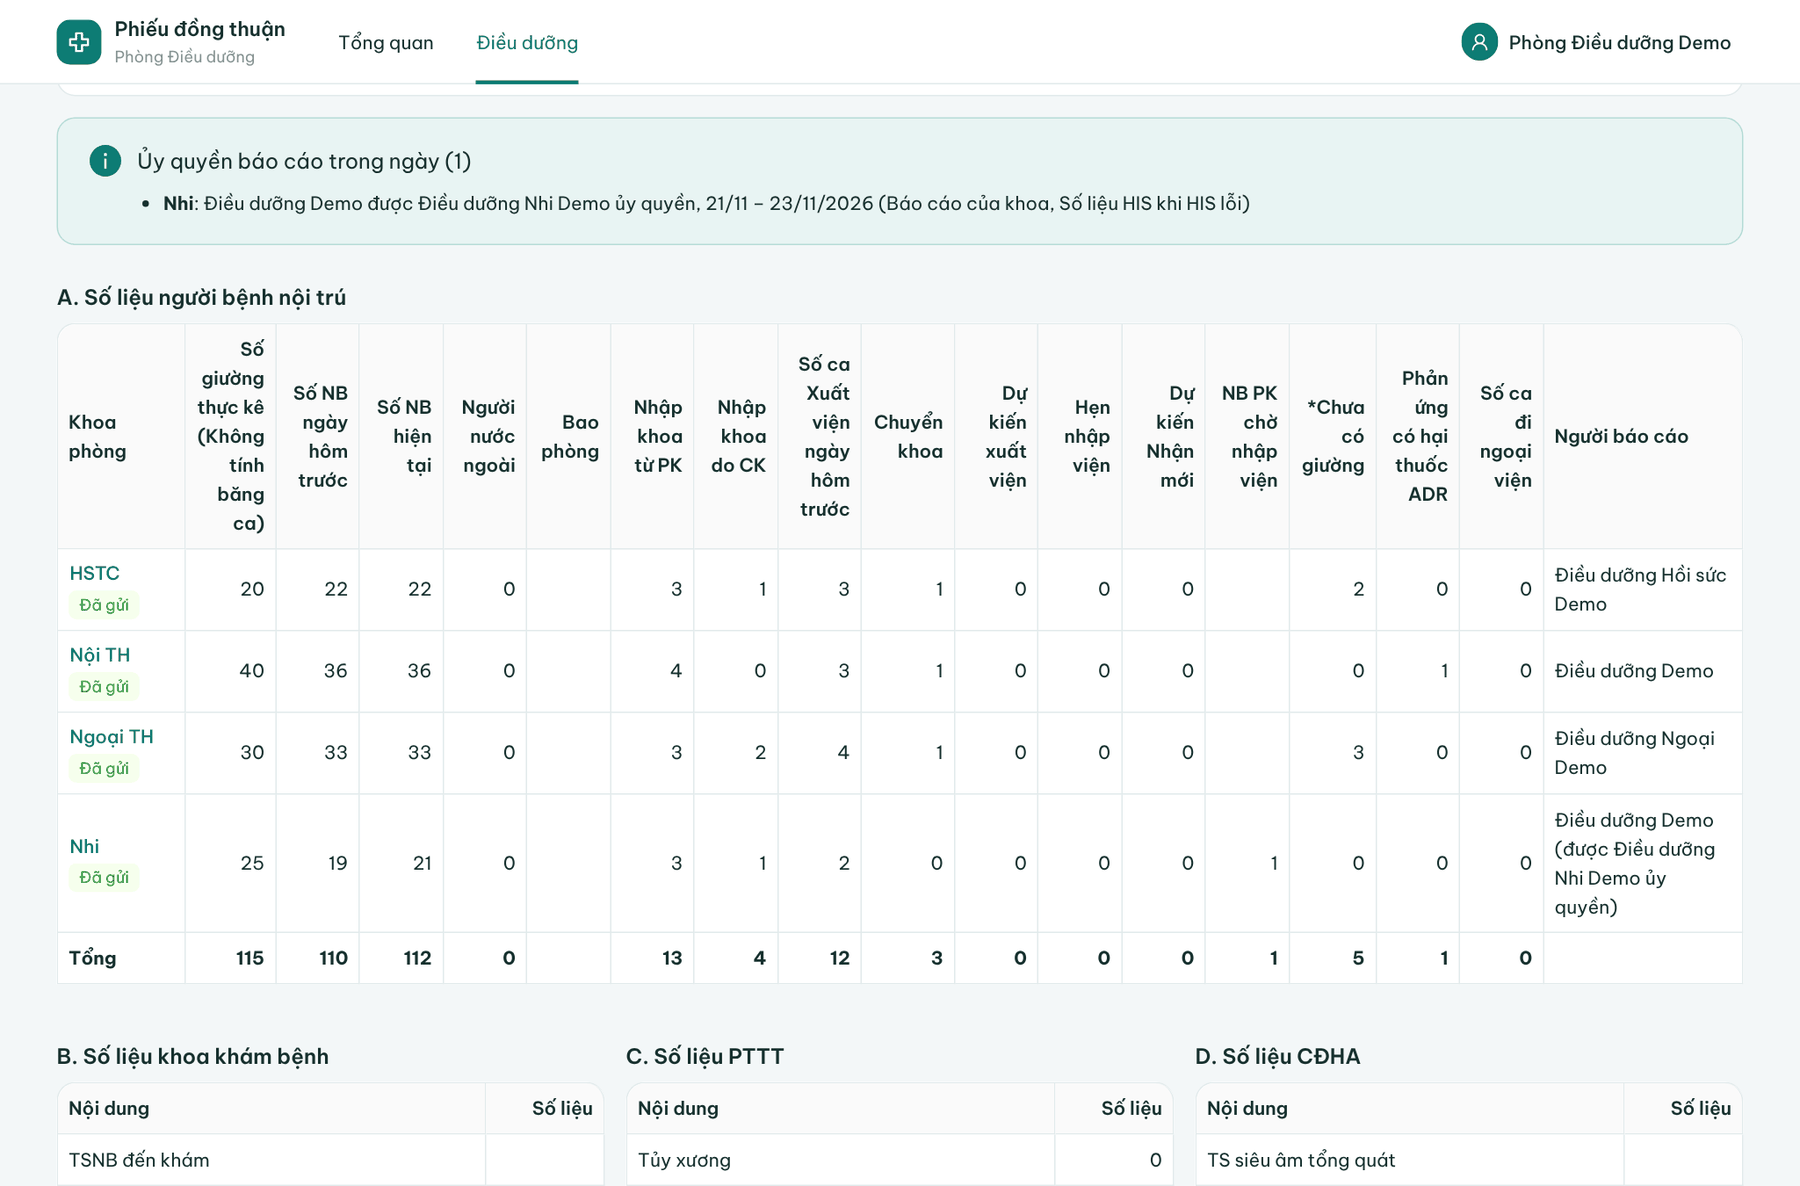 Phiếu đồng thuận
Phòng Điều dưỡng
Tổng quan
Điều dưỡng
Phòng Điều dưỡng Demo
Ủy quyền báo cáo trong ngày (1)
• Nhi: Điều dưỡng Demo được Điều dưỡng Nhi Demo ủy quyền, 21/11 – 23/11/2026 (Báo cáo của khoa, Số liệu HIS khi HIS lỗi)
A. Số liệu người bệnh nội trú
Khoa
phòng
Số
giường
thực kê
(Không
tính
băng
ca)
Số NB
ngày
hôm
trước
Số NB
hiện
tại
Người
nước
ngoài
Bao
phòng
Nhập
khoa
từ PK
Nhập
khoa
do CK
Số ca
Xuất
viện
ngày
hôm
trước
Chuyển
khoa
Dự
kiến
xuất
viện
Hẹn
nhập
viện
Dự
kiến
Nhận
mới
NB PK
chờ
nhập
viện
*Chưa
có
giường
Phản
ứng
có hại
thuốc
ADR
Số ca
đi
ngoại
viện
Người báo cáo
HSTC
Đã gửi
20 22 22 0 3 1 3 1 0 0 0 2 0 0
Điều dưỡng Hồi sức
Demo
Nội TH
Đã gửi
40 36 36 0 4 0 3 1 0 0 0 0 1 0
Điều dưỡng Demo
Ngoại TH
Đã gửi
30 33 33 0 3 2 4 1 0 0 0 3 0 0
Điều dưỡng Ngoại
Demo
Nhi
Đã gửi
25 19 21 0 3 1 2 0 0 0 0 1 0 0 0
Điều dưỡng Demo
(được Điều dưỡng
Nhi Demo ủy
quyền)
Tổng 115 110 112 0 13 4 12 3 0 0 0 1 5 1 0
B. Số liệu khoa khám bệnh
Nội dung Số liệu
TSNB đến khám
C. Số liệu PTTT
Nội dung Số liệu
Tủy xương 0
D. Số liệu CĐHA
Nội dung Số liệu
TS siêu âm tổng quát